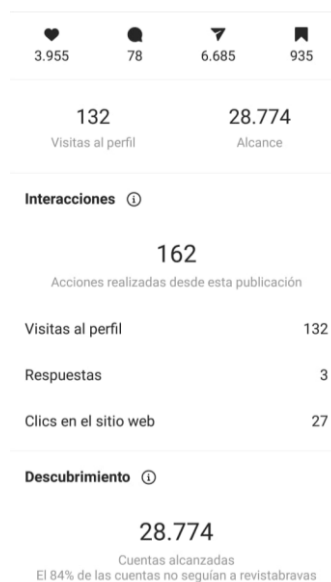 3.955 78 6.685 935
132 28.774
Visitas al perfil Alcance
Interacciones
162
Acciones realizadas desde esta publicación
Visitas al perfil 132
Respuestas 3
Clics en el sitio web 27
Descubrimiento
28.774
Cuentas alcanzadas
El 84% de las cuentas no seguían a revistabravas